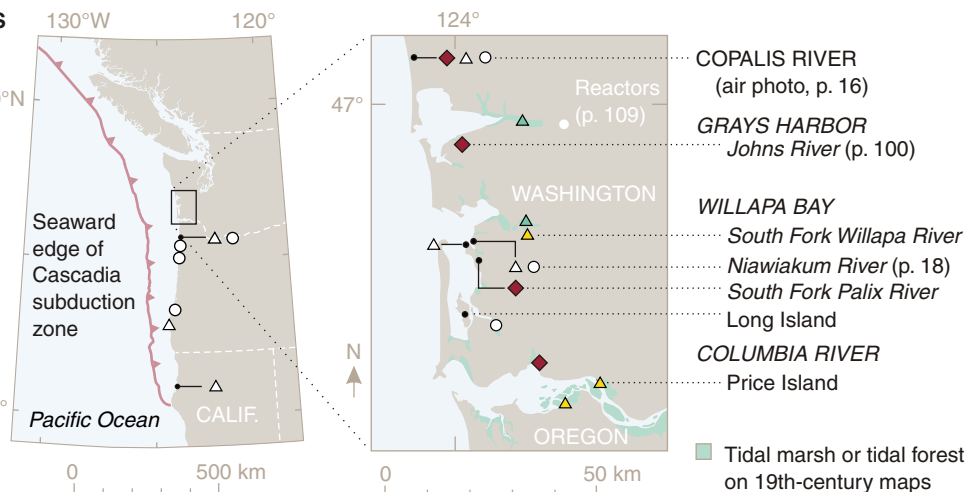 S
130°W
120°
124°
°N
47°
COPALIS RIVER
(air photo, p. 16)
Reactors
(p. 109)
GRAYS HARBOR
Johns River (p. 100)
WASHINGTON
WILLAPA BAY
South Fork Willapa River
Niawiakum River (p. 18)
South Fork Palix River
Long Island
COLUMBIA RIVER
Price Island
Seaward
edge of
Cascadia
subduction
zone
N
Pacific Ocean
CALIF.
OREGON
°
0
500 km
0
50 km
Tidal marsh or tidal forest
on 19th-century maps